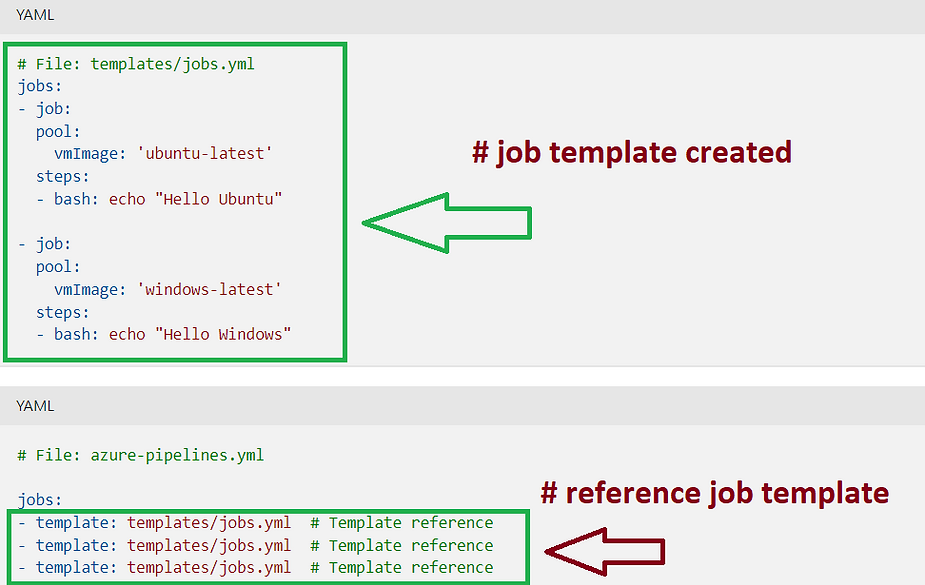 YAML
# File: templates/jobs.yml
jobs:
- job:
  pool:
    vmImage: 'ubuntu-latest'
  steps:
  - bash: echo "Hello Ubuntu"
# job template created
- job:
  pool:
    vmImage: 'windows-latest'
  steps:
  - bash: echo "Hello Windows"
YAML
# File: azure-pipelines.yml
# reference job template
jobs:
- template: templates/jobs.yml  # Template reference
- template: templates/jobs.yml  # Template reference
- template: templates/jobs.yml  # Template reference